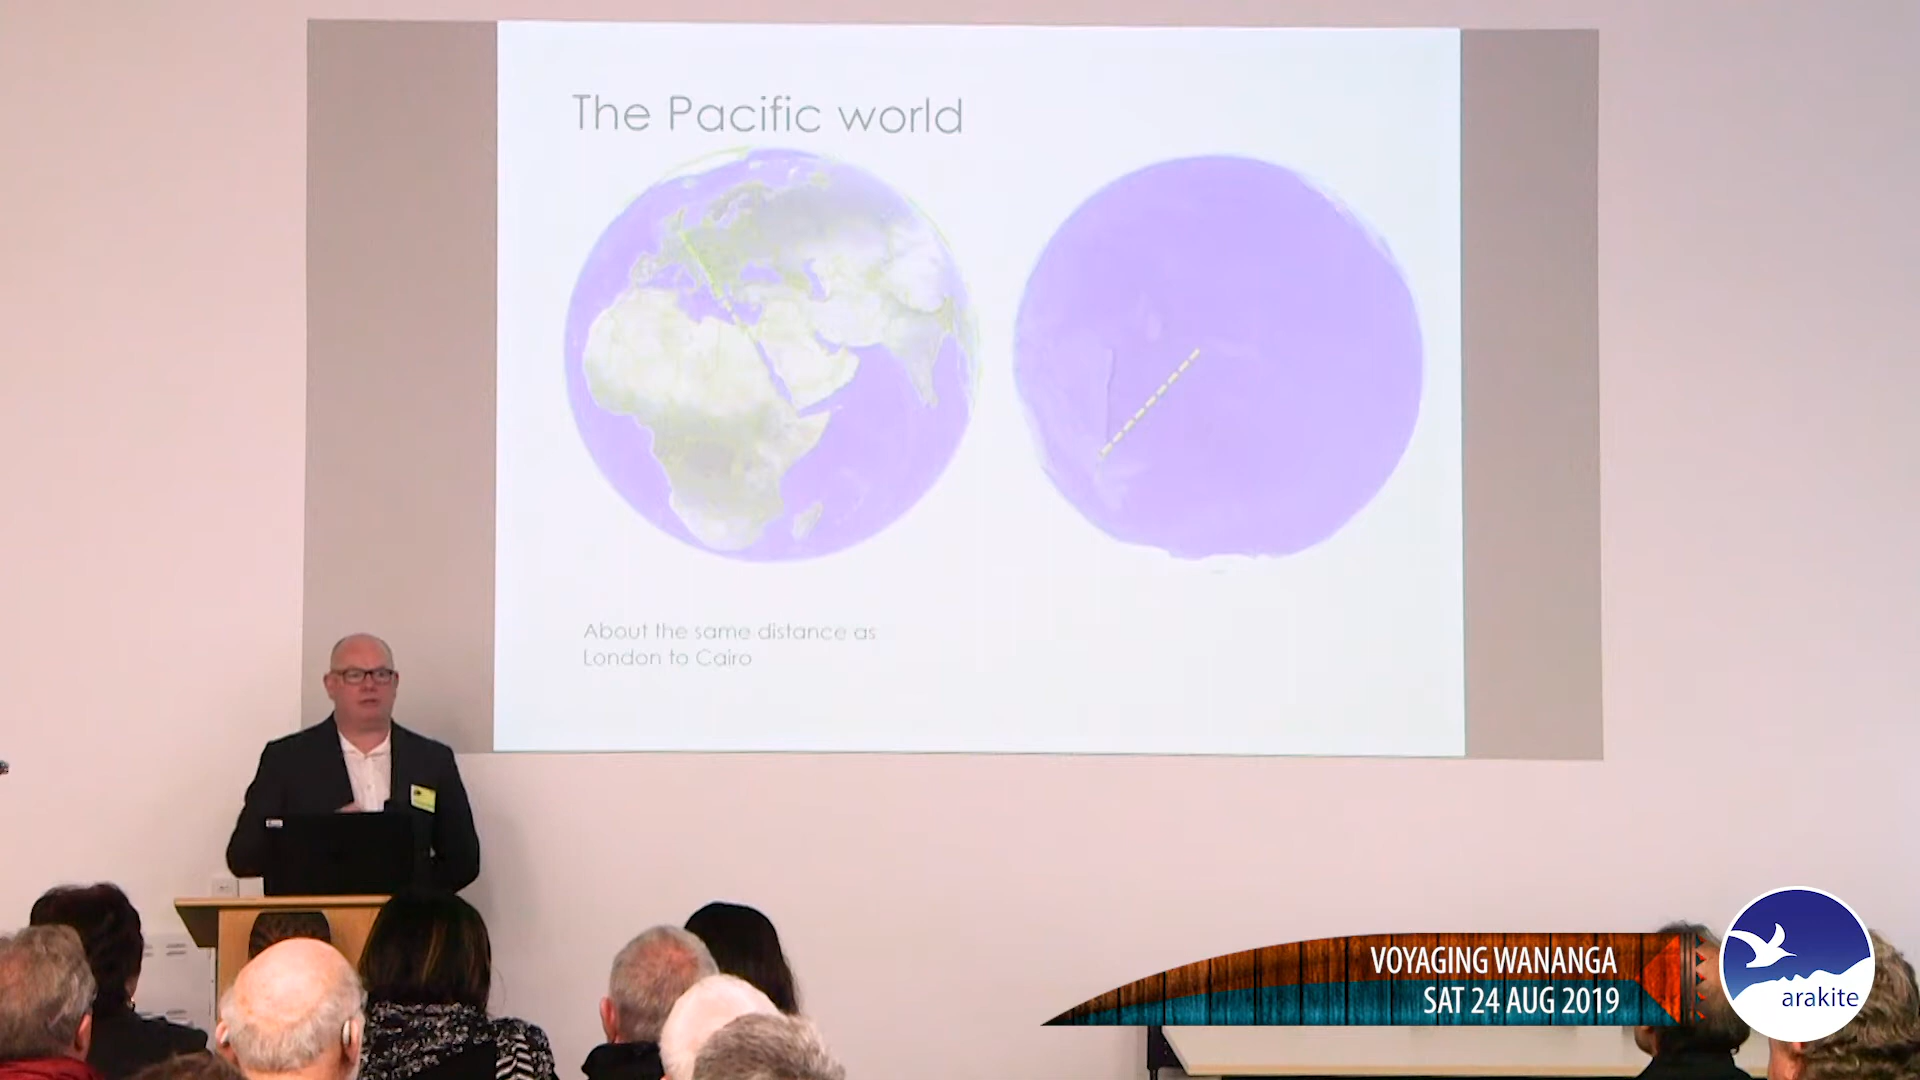 The Pacific world
About the same distance as
London to Cairo
VOYAGING WANANGA
SAT 24 AUG 2019
arakite